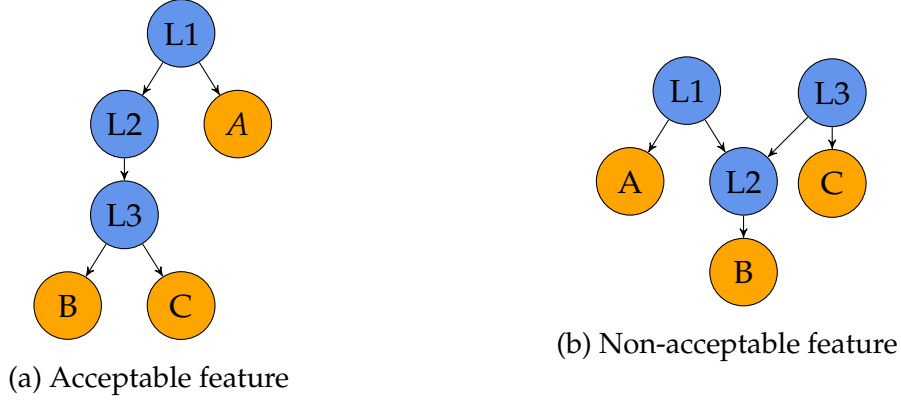 L1
L2
A
L3
B
C
(a) Acceptable feature
L1
L3
A
L2
C
B
(b) Non-acceptable feature